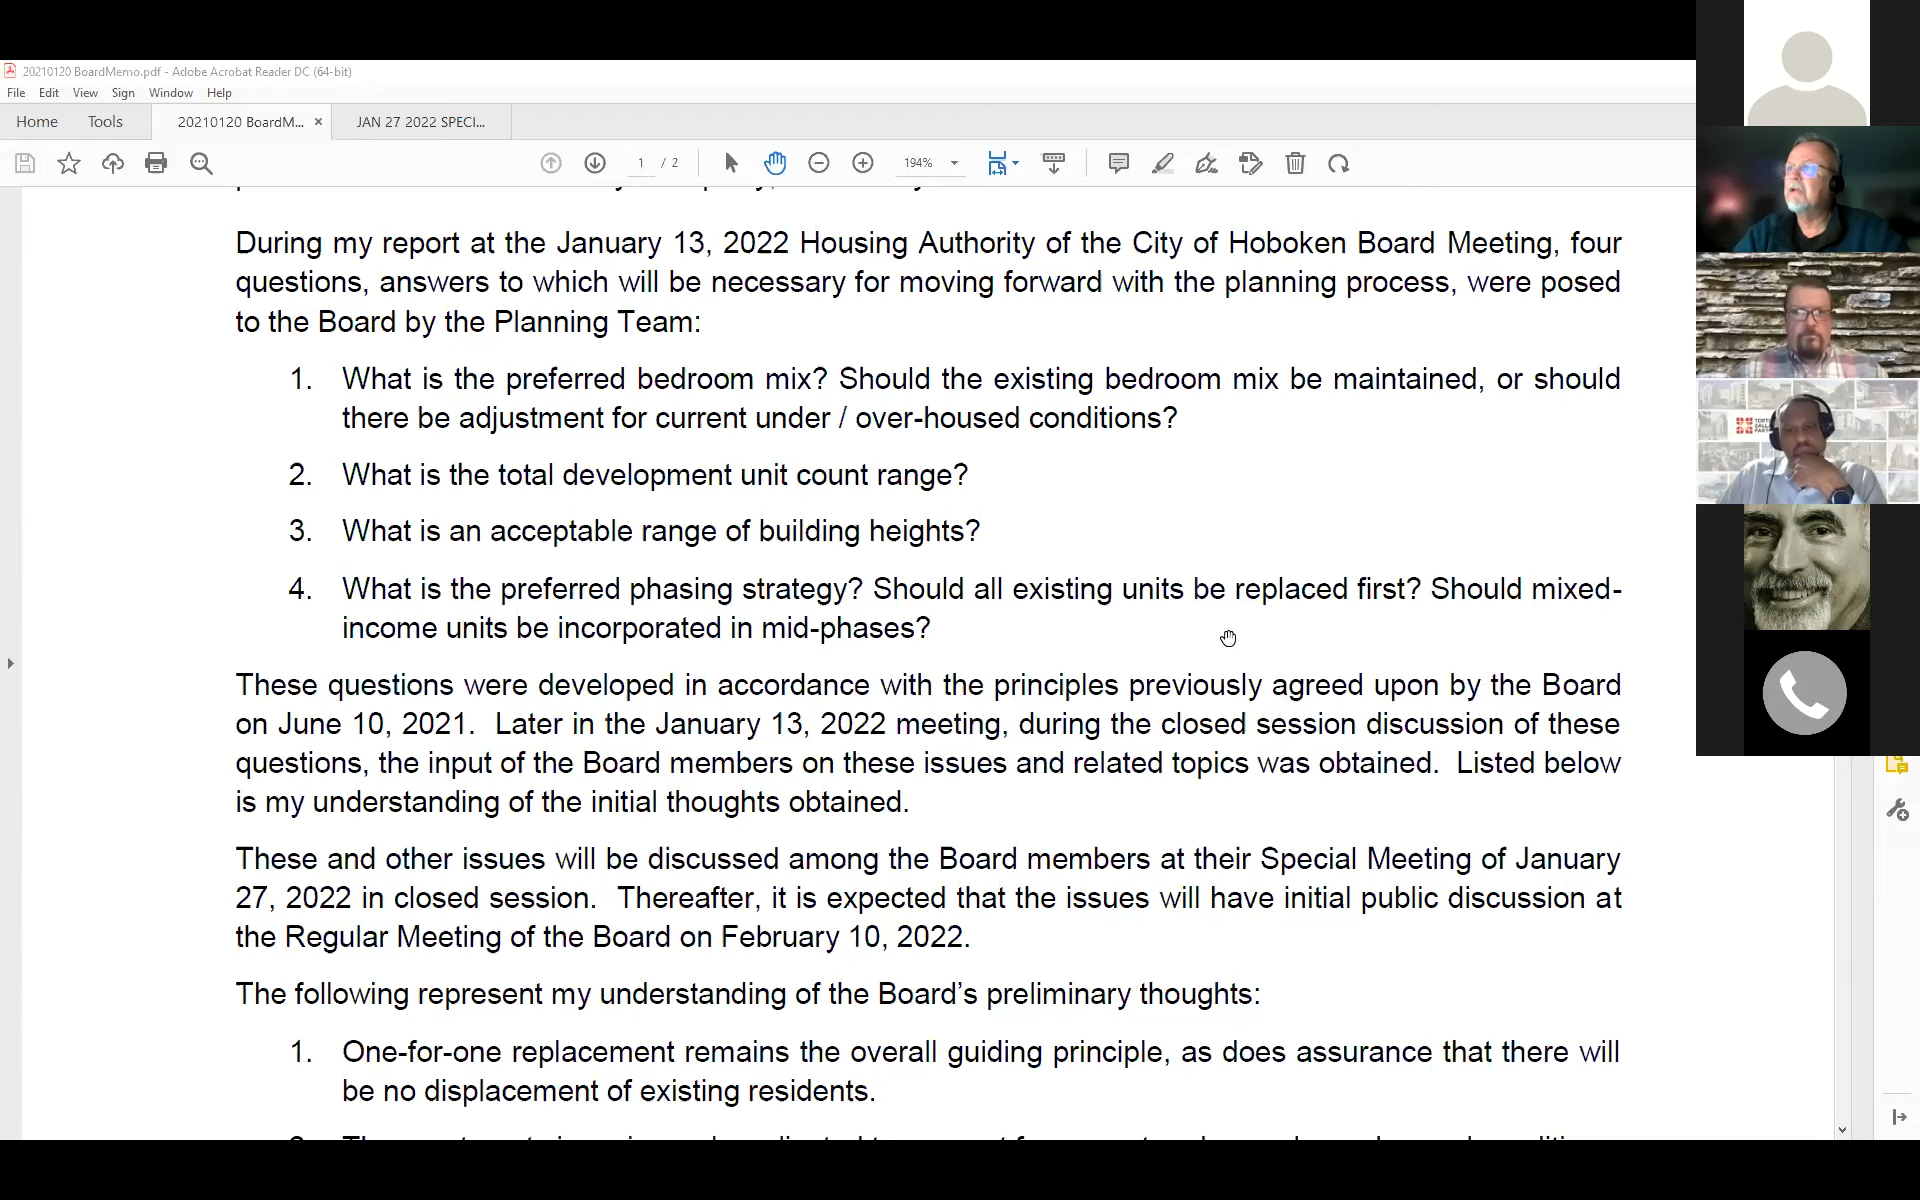 20210120 BoardMemo.pdf - Adobe Acrobat Reader DC (64-bit)
File Edit View Sign Window Help
Home Tools 20210120 BoardM... × JAN 27 2022 SPECI...
1 / 2 194%
During my report at the January 13, 2022 Housing Authority of the City of Hoboken Board Meeting, four
questions, answers to which will be necessary for moving forward with the planning process, were posed
to the Board by the Planning Team:
1. What is the preferred bedroom mix? Should the existing bedroom mix be maintained, or should
there be adjustment for current under / over-housed conditions?
2. What is the total development unit count range?
3. What is an acceptable range of building heights?
4. What is the preferred phasing strategy? Should all existing units be replaced first? Should mixed-
income units be incorporated in mid-phases?
These questions were developed in accordance with the principles previously agreed upon by the Board
on June 10, 2021. Later in the January 13, 2022 meeting, during the closed session discussion of these
questions, the input of the Board members on these issues and related topics was obtained. Listed below
is my understanding of the initial thoughts obtained.
These and other issues will be discussed among the Board members at their Special Meeting of January
27, 2022 in closed session. Thereafter, it is expected that the issues will have initial public discussion at
the Regular Meeting of the Board on February 10, 2022.
The following represent my understanding of the Board's preliminary thoughts:
1. One-for-one replacement remains the overall guiding principle, as does assurance that there will
be no displacement of existing residents.